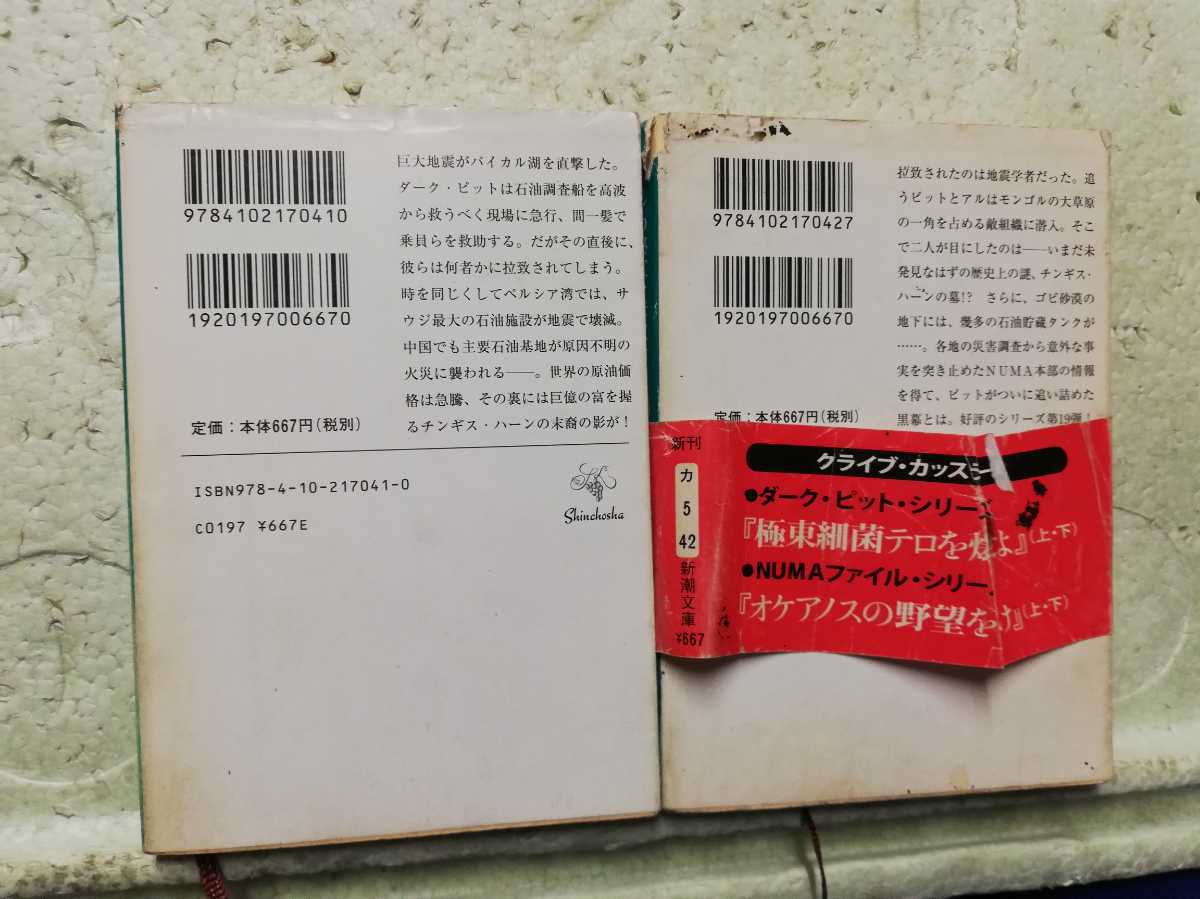 9784102170410
1920197006670
定価:本体667円(税別)
巨大地震がバイカル湖を直撃した。
ダーク・ピットは石油調査船を高波
から救うべく現場に急行、間一髪で
乗員らを救助する。だがその直後に、
彼らは何者かに拉致されてしまう。
時を同じくしてペルシア湾では、サ
ウジ最大の石油施設が地震で壊滅。
中国でも主要石油基地が原因不明の
火災に襲われる──。世界の原油価
格は急騰、その裏には巨億の富を握
るチンギス・ハーンの末裔の影が!
ISBN978-4-10-217041-0
C0197 ¥667E
Shinchosha
9784102170427
1920197006670
定価:本体667円(税別)
拉致されたのは地震学者だった。追
うピットとアルはモンゴルの大草原
の一角を占める敵組織に潜入。そこ
で二人が目にしたのは──いまだ未
発見なはずの歴史上の謎、チンギス・
ハーンの墓!? さらに、ゴビ砂漠の
地下には、幾多の石油貯蔵タンクが
……。各地の災害調査から意外な事
実を突き止めたNUMA本部の情報
を得て、ピットがついに追い詰めた
黒幕とは。好評のシリーズ第19弾!
新刊
カ
5
42
新潮文庫
¥667
クライブ・カッス
●ダーク・ピット・シリーズ
『極東細菌テロを よ』(上・下)
●NUMAファイル・シリー
『オケアノスの野望を け』(上・下)